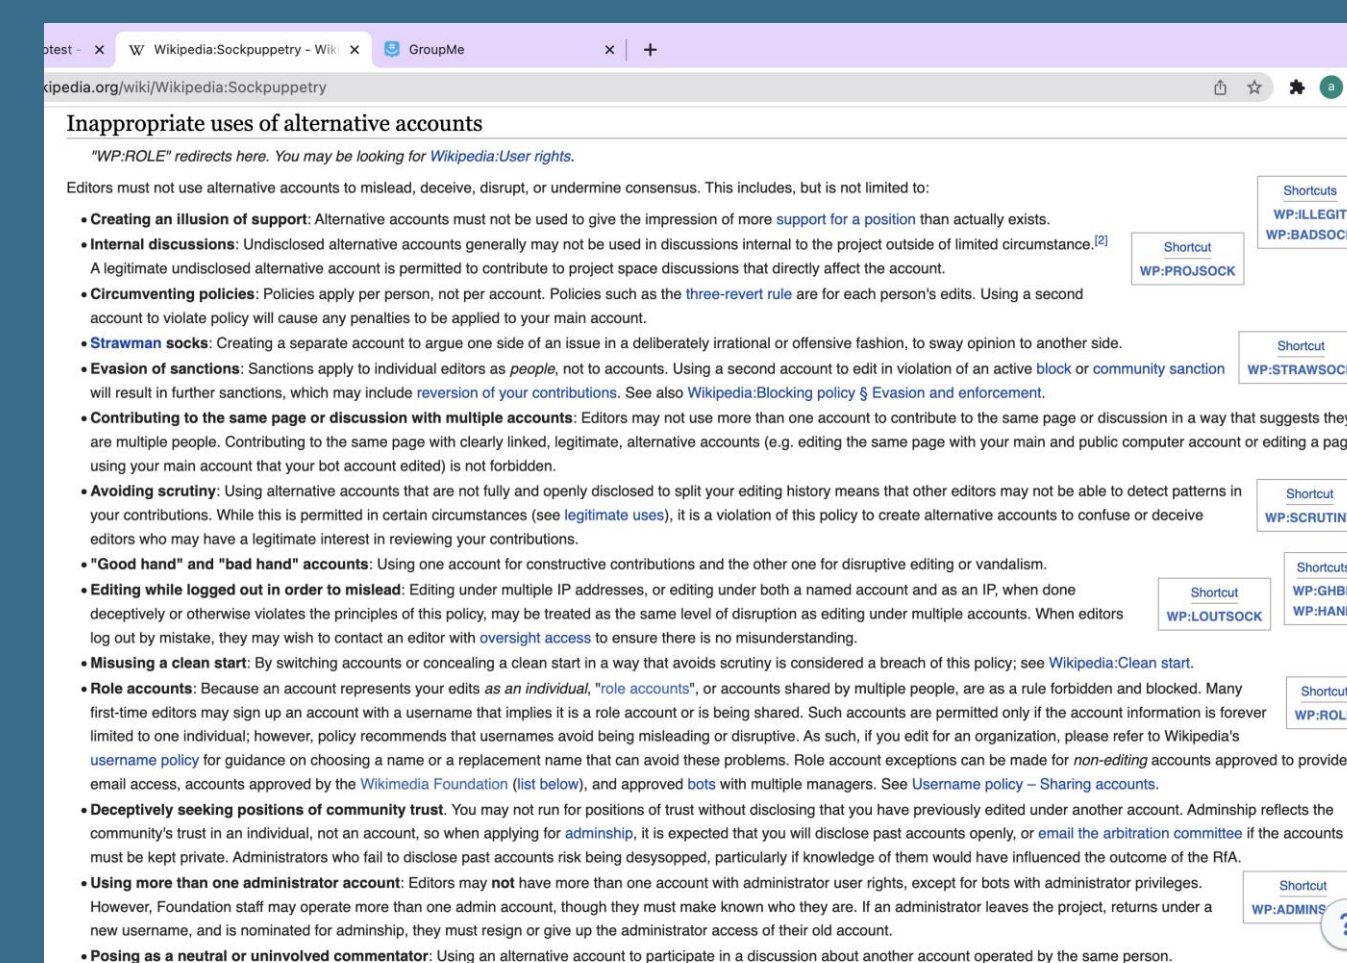 otest - × W Wikipedia:Sockpuppetry - Wiki × GroupMe × +
kipedia.org/wiki/Wikipedia:Sockpuppetry a
Inappropriate uses of alternative accounts
"WP:ROLE" redirects here. You may be looking for Wikipedia:User rights.
Editors must not use alternative accounts to mislead, deceive, disrupt, or undermine consensus. This includes, but is not limited to:
Shortcuts
WP:ILLEGIT
WP:BADSOCK
• Creating an illusion of support: Alternative accounts must not be used to give the impression of more support for a position than actually exists.
• Internal discussions: Undisclosed alternative accounts generally may not be used in discussions internal to the project outside of limited circumstance.[2]
A legitimate undisclosed alternative account is permitted to contribute to project space discussions that directly affect the account.
Shortcut
WP:PROJSOCK
• Circumventing policies: Policies apply per person, not per account. Policies such as the three-revert rule are for each person's edits. Using a second
account to violate policy will cause any penalties to be applied to your main account.
• Strawman socks: Creating a separate account to argue one side of an issue in a deliberately irrational or offensive fashion, to sway opinion to another side.
Shortcut
WP:STRAWSOC
• Evasion of sanctions: Sanctions apply to individual editors as people, not to accounts. Using a second account to edit in violation of an active block or community sanction
will result in further sanctions, which may include reversion of your contributions. See also Wikipedia:Blocking policy § Evasion and enforcement.
• Contributing to the same page or discussion with multiple accounts: Editors may not use more than one account to contribute to the same page or discussion in a way that suggests they
are multiple people. Contributing to the same page with clearly linked, legitimate, alternative accounts (e.g. editing the same page with your main and public computer account or editing a pag
using your main account that your bot account edited) is not forbidden.
• Avoiding scrutiny: Using alternative accounts that are not fully and openly disclosed to split your editing history means that other editors may not be able to detect patterns in
your contributions. While this is permitted in certain circumstances (see legitimate uses), it is a violation of this policy to create alternative accounts to confuse or deceive
editors who may have a legitimate interest in reviewing your contributions.
Shortcut
WP:SCRUTIN
• "Good hand" and "bad hand" accounts: Using one account for constructive contributions and the other one for disruptive editing or vandalism.
Shortcuts
WP:GHB
WP:HAN
• Editing while logged out in order to mislead: Editing under multiple IP addresses, or editing under both a named account and as an IP, when done
deceptively or otherwise violates the principles of this policy, may be treated as the same level of disruption as editing under multiple accounts. When editors
log out by mistake, they may wish to contact an editor with oversight access to ensure there is no misunderstanding.
Shortcut
WP:LOUTSOCK
• Misusing a clean start: By switching accounts or concealing a clean start in a way that avoids scrutiny is considered a breach of this policy; see Wikipedia:Clean start.
• Role accounts: Because an account represents your edits as an individual, "role accounts", or accounts shared by multiple people, are as a rule forbidden and blocked. Many
first-time editors may sign up an account with a username that implies it is a role account or is being shared. Such accounts are permitted only if the account information is forever
limited to one individual; however, policy recommends that usernames avoid being misleading or disruptive. As such, if you edit for an organization, please refer to Wikipedia's
username policy for guidance on choosing a name or a replacement name that can avoid these problems. Role account exceptions can be made for non-editing accounts approved to provide
email access, accounts approved by the Wikimedia Foundation (list below), and approved bots with multiple managers. See Username policy – Sharing accounts.
Shortcut
WP:ROL
• Deceptively seeking positions of community trust. You may not run for positions of trust without disclosing that you have previously edited under another account. Adminship reflects the
community's trust in an individual, not an account, so when applying for adminship, it is expected that you will disclose past accounts openly, or email the arbitration committee if the accounts
must be kept private. Administrators who fail to disclose past accounts risk being desysopped, particularly if knowledge of them would have influenced the outcome of the RfA.
• Using more than one administrator account: Editors may not have more than one account with administrator user rights, except for bots with administrator privileges.
However, Foundation staff may operate more than one admin account, though they must make known who they are. If an administrator leaves the project, returns under a
new username, and is nominated for adminship, they must resign or give up the administrator access of their old account.
Shortcut
WP:ADMINS
?
• Posing as a neutral or uninvolved commentator: Using an alternative account to participate in a discussion about another account operated by the same person.